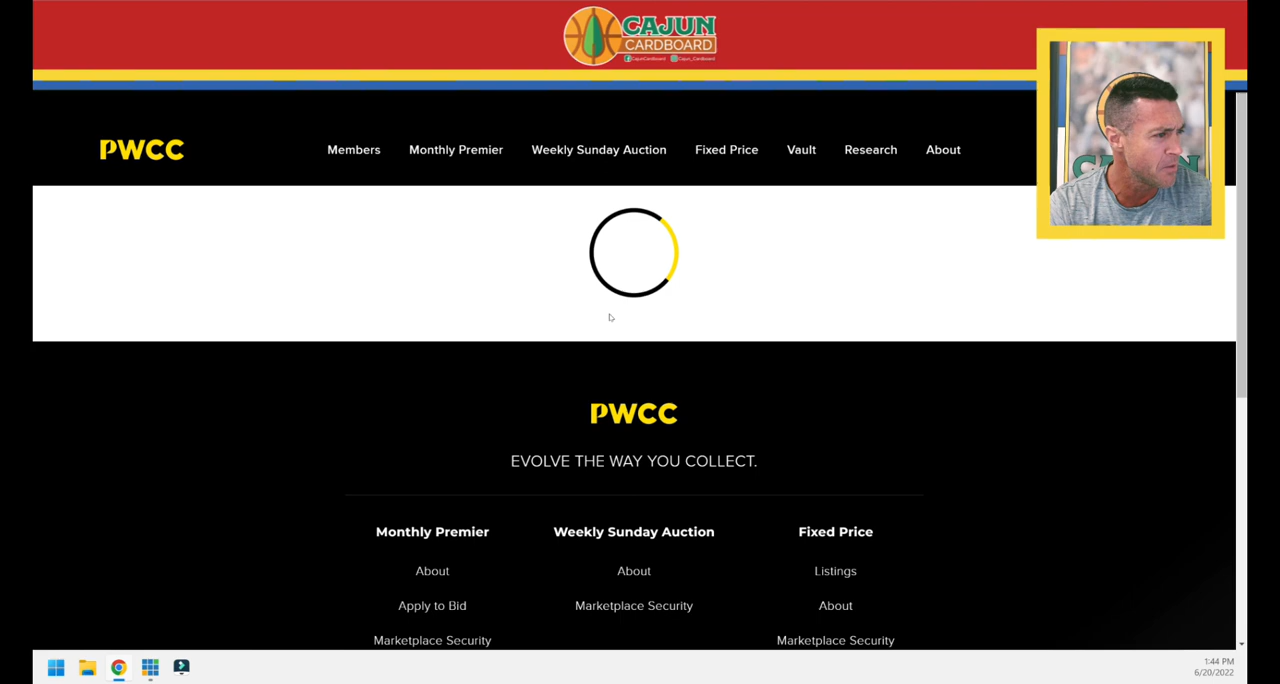 CAJUN
CARDBOARD
CajunCardboard Cajun_Cardboard
PWCC
Members Monthly Premier Weekly Sunday Auction Fixed Price Vault Research About
PWCC
EVOLVE THE WAY YOU COLLECT.
Monthly Premier Weekly Sunday Auction Fixed Price
About About Listings
Apply to Bid Marketplace Security About
Marketplace Security Marketplace Security
1:44 PM
6/20/2022